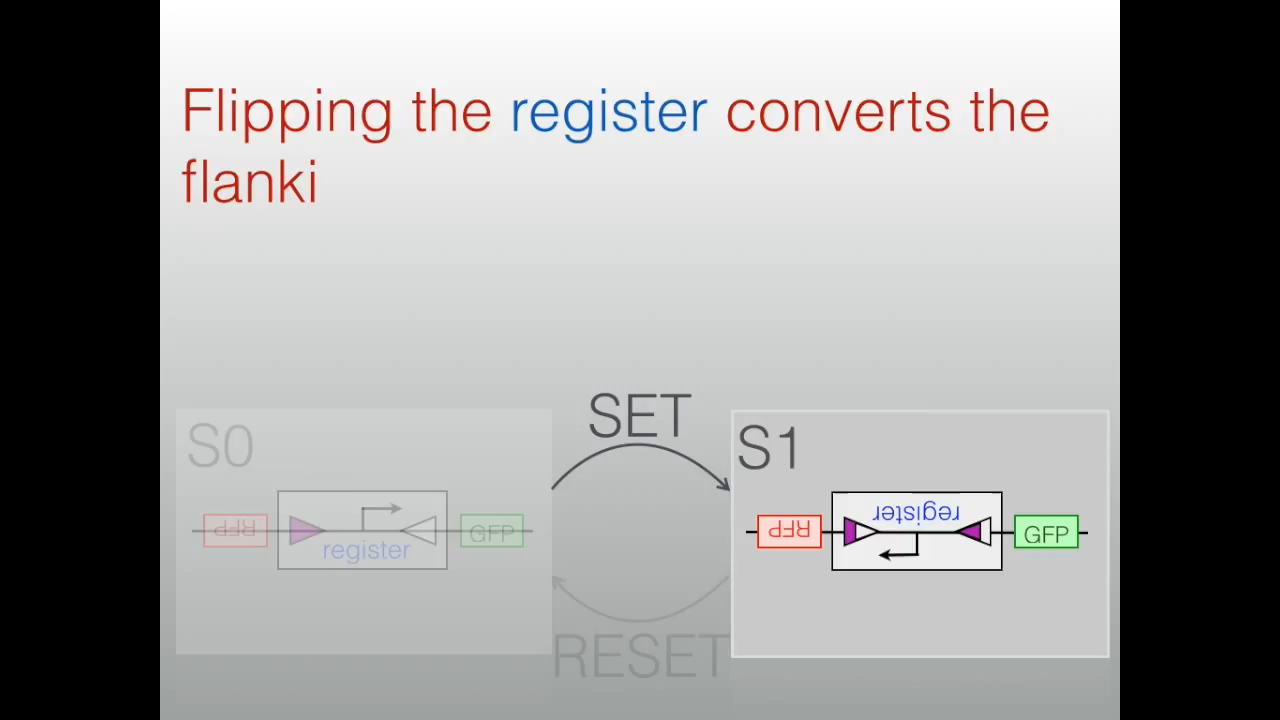 Flipping the register converts the
flanki
SET
S0
S1
RFP
register
GFP
RFP
register
GFP
RESET